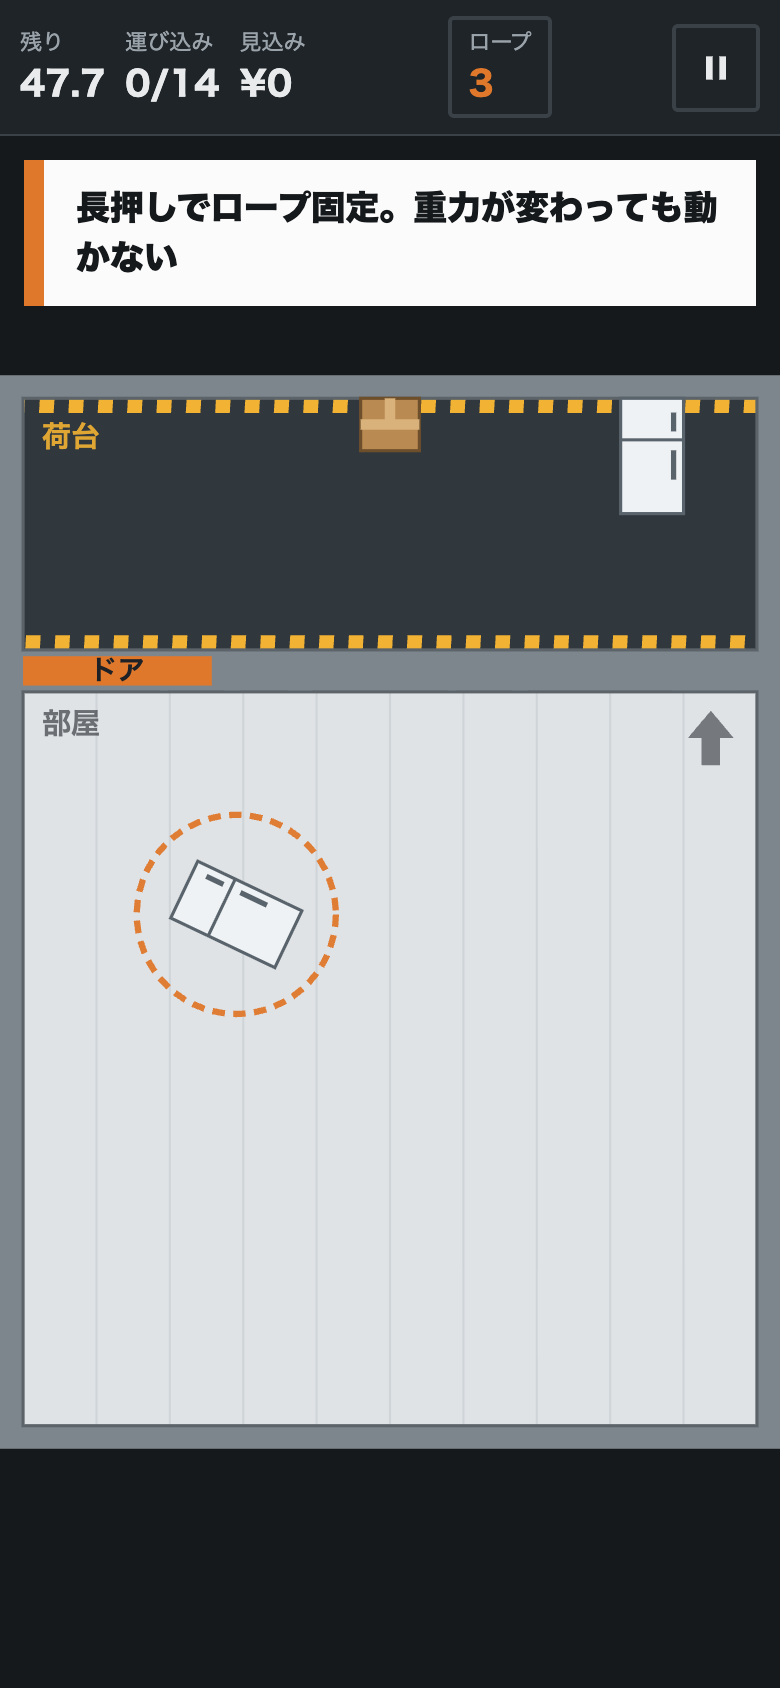 残り 運び込み 見込み ロープ
47.7 0/14 ¥0 3
長押しでロープ固定。重力が変わっても動
かない
荷台
ドア
部屋